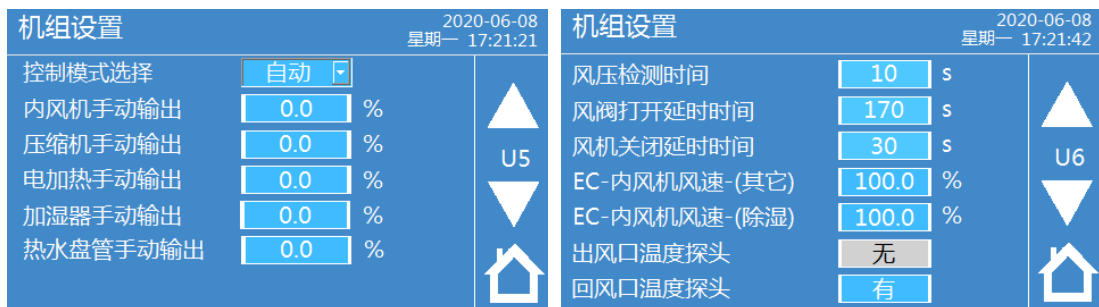 机组设置
2020-06-08
星期一 17:21:21
控制模式选择 自动
内风机手动输出 0.0 %
压缩机手动输出 0.0 %
电加热手动输出 0.0 %
加湿器手动输出 0.0 %
热水盘管手动输出 0.0 %
U5
机组设置
2020-06-08
星期一 17:21:42
风压检测时间 10 s
风阀打开延时时间 170 s
风机关闭延时时间 30 s
EC-内风机风速-(其它) 100.0 %
EC-内风机风速-(除湿) 100.0 %
出风口温度探头 无
回风口温度探头 有
U6